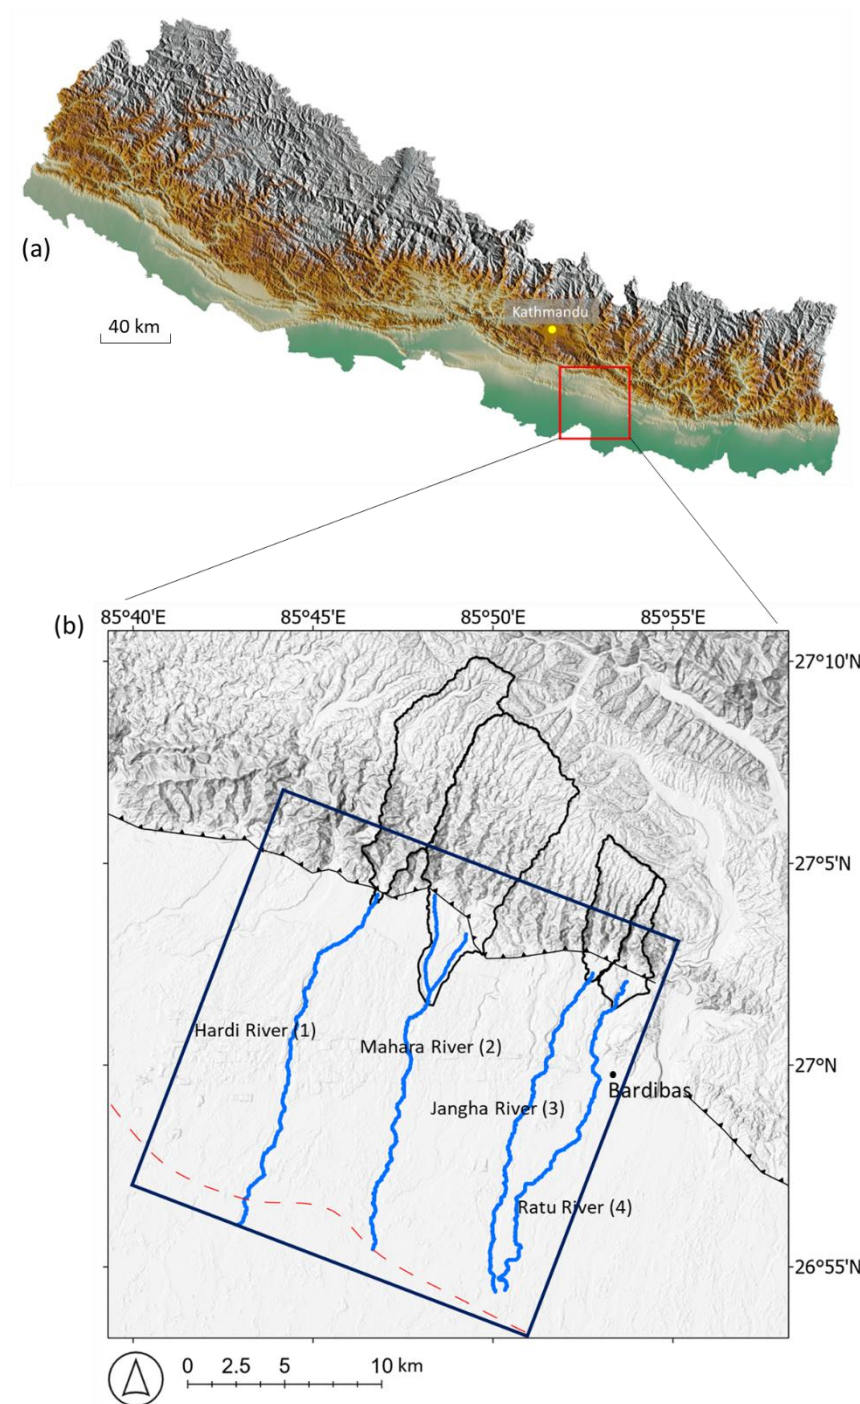 (a)
Kathmandu
40 km
(b)
85°40'E 85°45'E 85°50'E 85°55'E
27°10'N
27°5'N
Hardi River (1)
Mahara River (2)
27°N
Bardibas
Jangha River (3)
Ratu River (4)
26°55'N
0 2.5 5 10 km